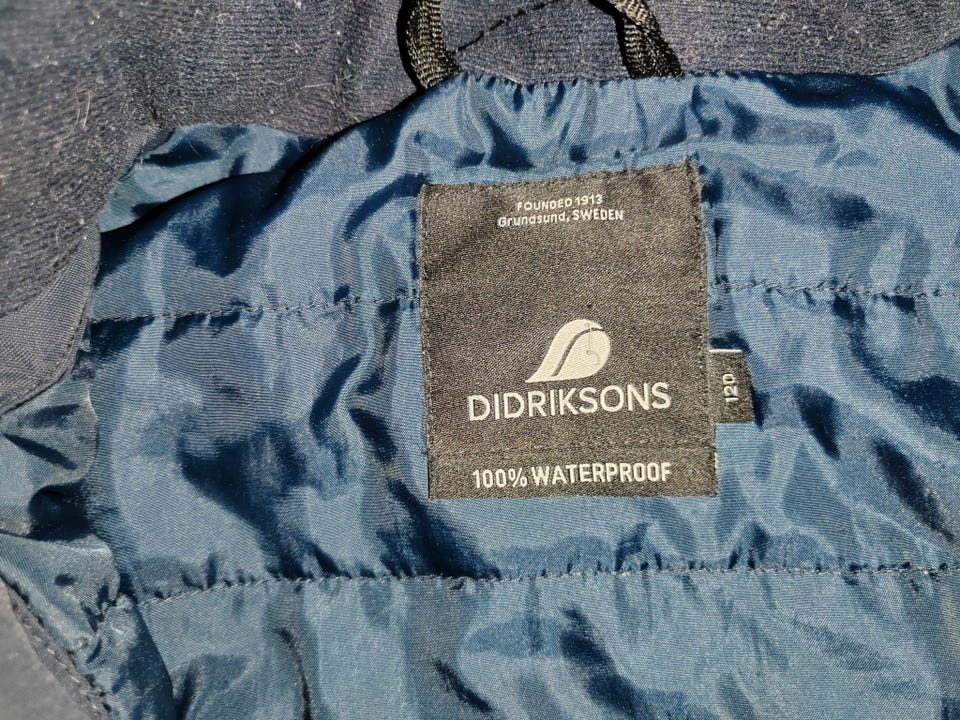 FOUNDED 1913
Grundsund, SWEDEN
DIDRIKSONS
120
100% WATERPROOF